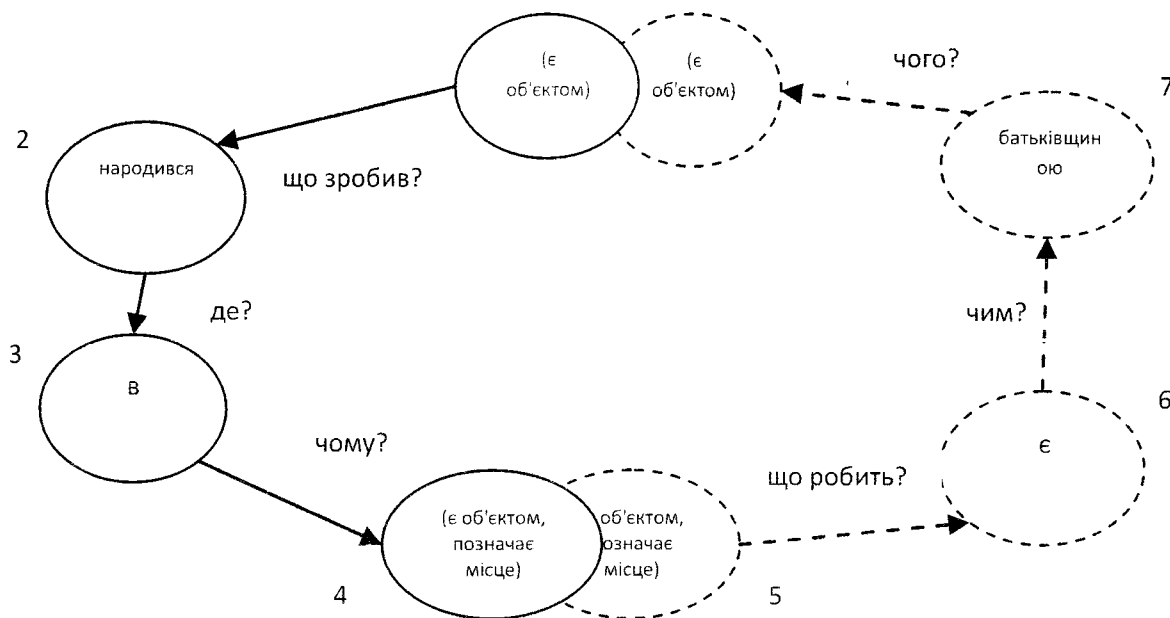 (є
об'єктом)
(є
об'єктом)
чого?
7
2
народився
що зробив?
батьківщин
ою
де?
чим?
3
в
6
є
чому?
що робить?
(є об'єктом,
позначає
місце)
об'єктом,
означає
місце)
4
5